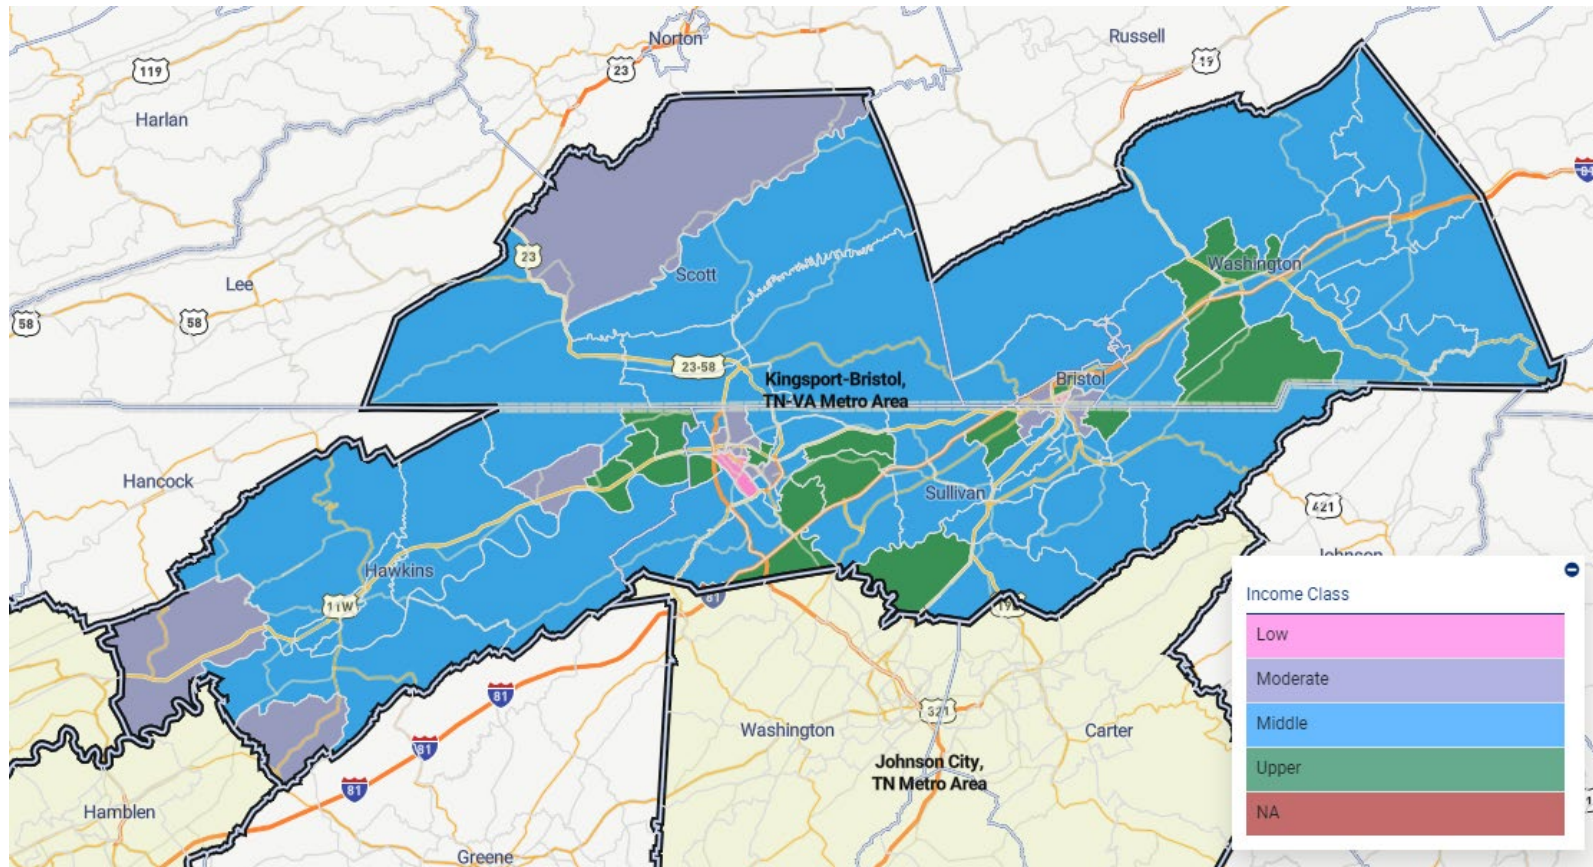 Norton
Russell
119
23
19
Harlan
81
23
Scott
Washington
Lee
58
58
23-58
Kingsport-Bristol,
TN-VA Metro Area
Bristol
Hancock
Sullivan
421
Hawkins
11W
81
Income Class
Low
Moderate
Middle
Upper
NA
81
321
Washington
Carter
81
Johnson City,
TN Metro Area
81
Hamblen
Greene